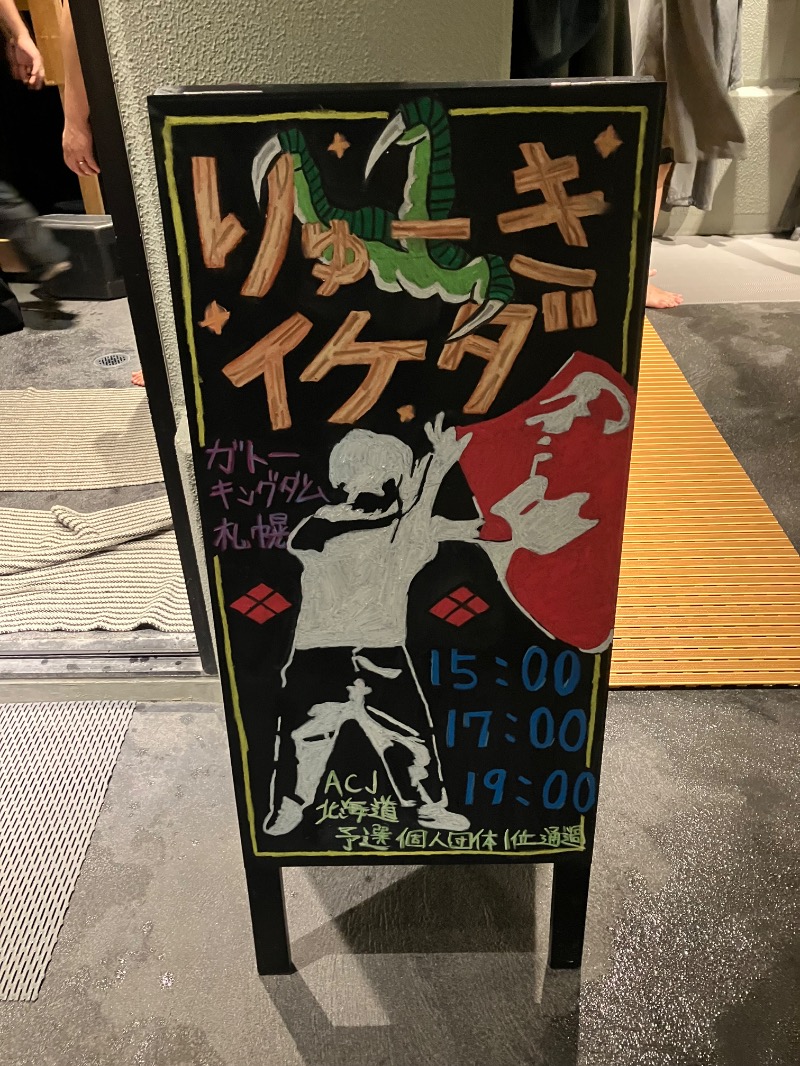 りゅーギ
イケダ
ガトー
キングダム
札幌
15:00
17:00
19:00
ACJ
北海道
予選 個人団体1位通過